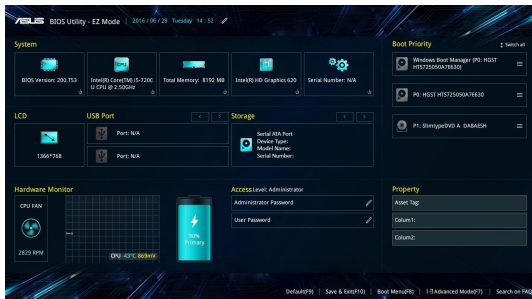 ASUS BIOS Utility - EZ Mode | 2016 / 06 / 28 Tuesday 14 : 52
System
BIOS Version: 200.T53
Intel(R) Core(TM) i5-7200
U CPU @ 2.50GHz
Total Memory: 8192 MB
Intel(R) HD Graphics 620
Serial Number: N/A
Boot Priority
Switch all
Windows Boot Manager (P0: HGST
HTS725050A7E630)
P0: HGST HTS725050A7E630
P1: SlimtypeDVD A DA8AESH
LCD
1366*768
USB Port
Port: N/A
Port: N/A
Storage
Serial ATA Port
Device Type:
Model Name:
Serial Number:
Hardware Monitor
CPU FAN
2829 RPM
CPU 43°C 869mV
90%
Primary
Access Level: Administrator
Administrator Password
User Password
Property
Asset Tag:
Colum1:
Colum2:
Default(F9) | Save & Exit(F10) | Boot Menu(F8) | Advanced Mode(F7) | Search on FAQ